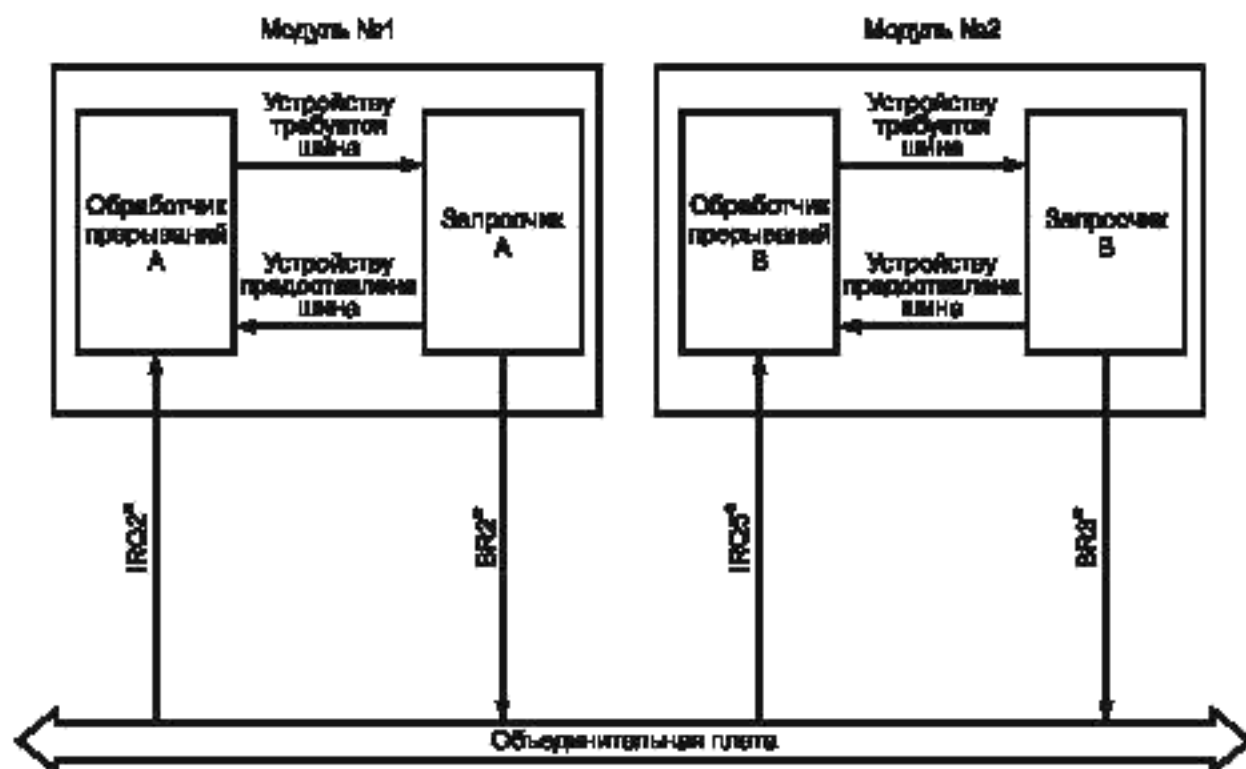 Модуль №1
Модуль №2
Устройству
требуется
шина
Обработчик
прерываний
А
Запросчик
А
Устройству
предоставлена
шина
Устройству
требуется
шина
Обработчик
прерываний
В
Запросчик
В
Устройству
предоставлена
шина
IRQ2*
BR2*
IRQ5*
BR3*
Объединительная плата